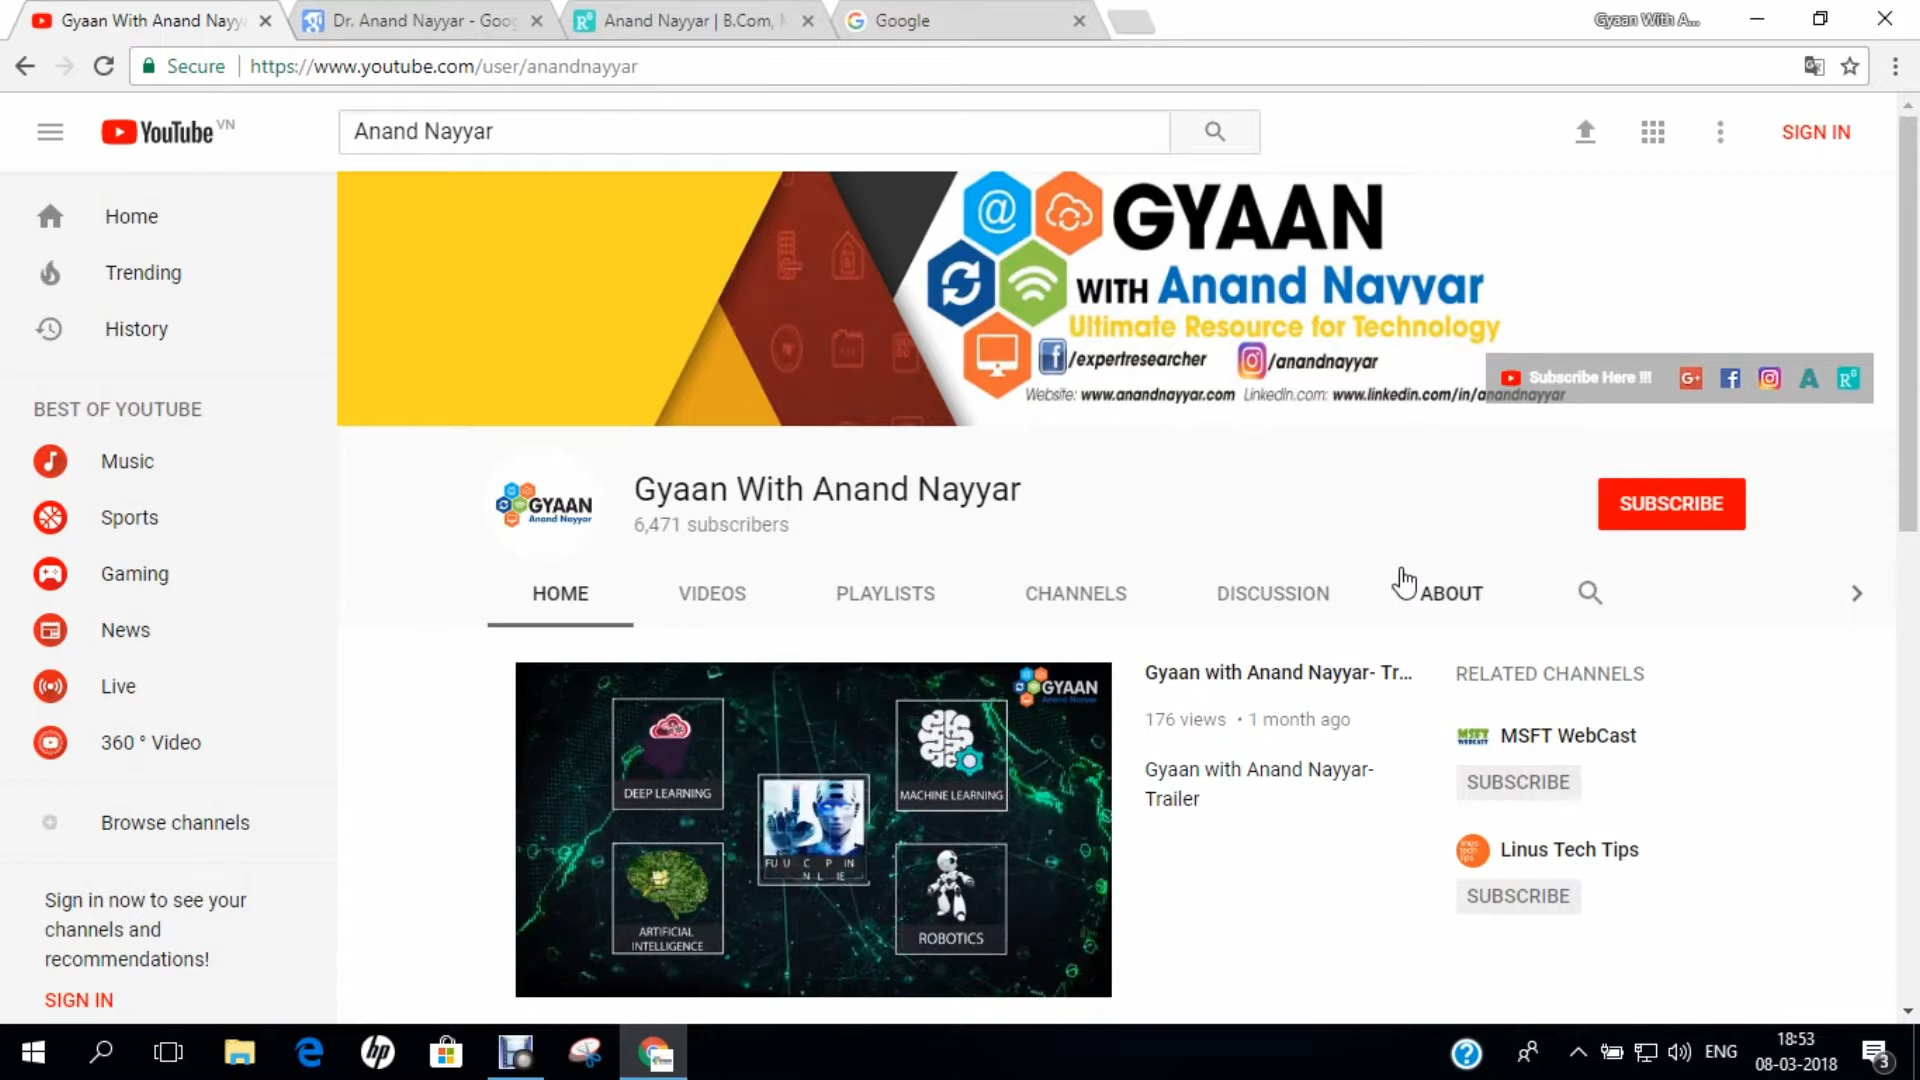 Gyaan With Anand Nayy
Dr. Anand Nayyar - Goo
Anand Nayyar | B.Com,
Google
Gyaan With A...
Secure
https://www.youtube.com/user/anandnayyar
YouTube VN
Anand Nayyar
SIGN IN
Home
Trending
History
BEST OF YOUTUBE
Music
Sports
Gaming
News
Live
360 ° Video
Browse channels
Sign in now to see your
channels and
recommendations!
SIGN IN
GYAAN
WITH Anand Nayyar
Ultimate Resource for Technology
/expertresearcher
/anandnayyar
Website: www.anandnayyar.com LinkedIn.com: www.linkedin.com/in/anandnayyar
Subscribe Here !!!
GYAAN
Anand Nayyar
Gyaan With Anand Nayyar
6,471 subscribers
SUBSCRIBE
HOME
VIDEOS
PLAYLISTS
CHANNELS
DISCUSSION
ABOUT
GYAAN
Anand Nayyar
DEEP LEARNING
MACHINE LEARNING
ARTIFICIAL
INTELLIGENCE
ROBOTICS
Gyaan with Anand Nayyar- Tr...
176 views • 1 month ago
Gyaan with Anand Nayyar-
Trailer
RELATED CHANNELS
MSFT WebCast
SUBSCRIBE
Linus Tech Tips
SUBSCRIBE
ENG
18:53
08-03-2018
3